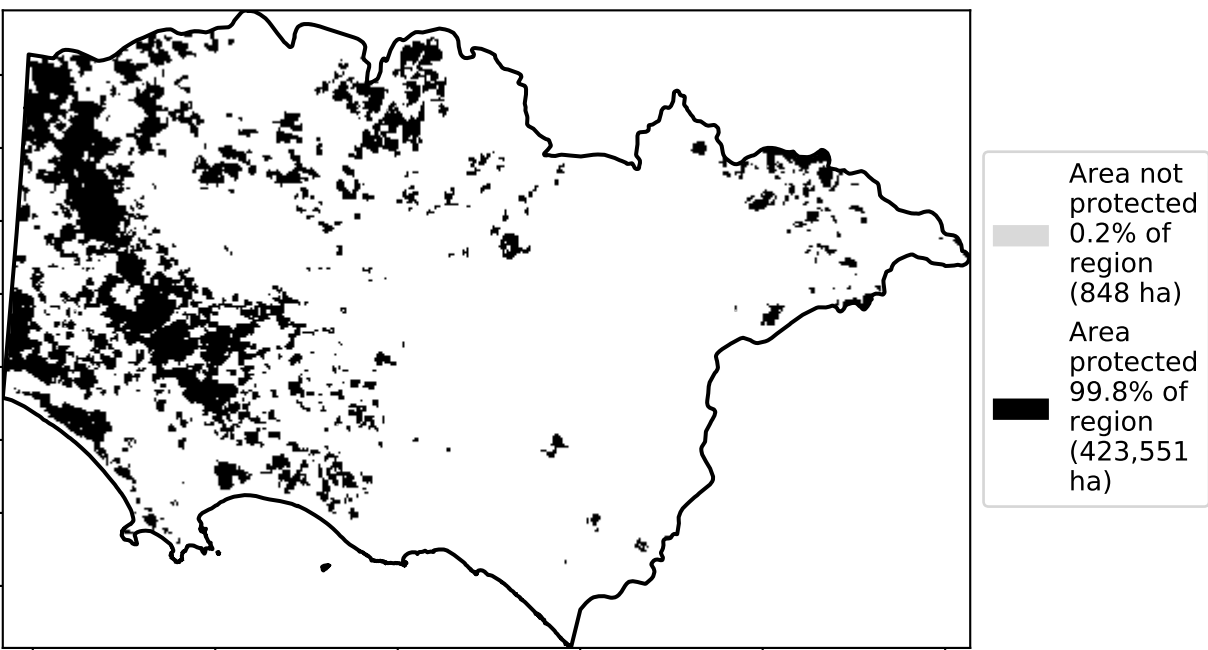 Area not
protected
0.2% of
region
(848 ha)
Area
protected
99.8% of
region
(423,551
ha)